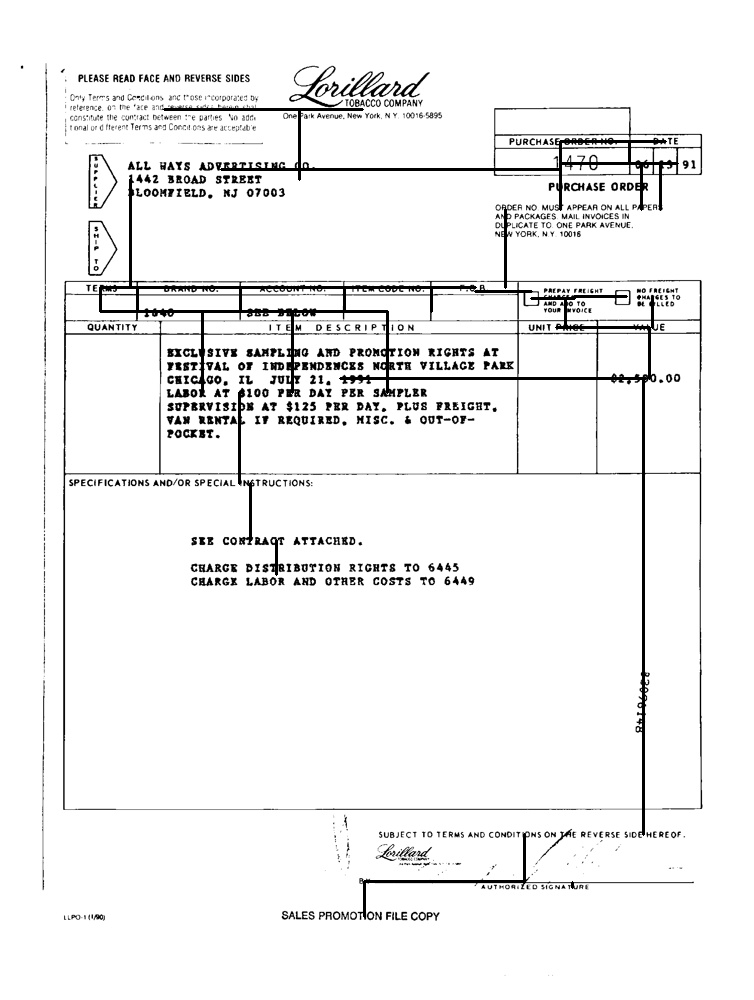 PLEASE READ FACE AND REVERSE SIDES
Only Terms and Conditions and those incorporated by
reference, on the face and reverse sides herein shall
constitute the contract between the parties. No addi
tional or different Terms and Conditions are acceptable
Lorillard
TOBACCO COMPANY
One Park Avenue, New York, N.Y. 10016-5895
PURCHASE ORDER NO. DATE
1470 06 13 91
PURCHASE ORDER
ORDER NO. MUST APPEAR ON ALL PAPERS
AND PACKAGES. MAIL INVOICES IN
DUPLICATE TO: ONE PARK AVENUE,
NEW YORK, N.Y. 10016
SUPPLIER
ALL WAYS ADVERTISING CO.
1442 BROAD STREET
BLOOMFIELD, NJ 07003
SHIP TO
TERMS BRAND NO. ACCOUNT NO. ITEM CODE NO. F.O.B.
PREPAY FREIGHT
CHARGES
AND ADD TO
YOUR INVOICE
NO FREIGHT
CHARGES TO
BE BILLED
1640 SEE BELOW
QUANTITY ITEM DESCRIPTION UNIT PRICE VALUE
EXCLUSIVE SAMPLING AND PROMOTION RIGHTS AT
FESTIVAL OF INDEPENDENCES NORTH VILLAGE PARK
CHICAGO, IL JULY 21, 1991 $2,500.00
LABOR AT $100 PER DAY PER SAMPLER
SUPERVISION AT $125 PER DAY, PLUS FREIGHT,
VAN RENTAL IF REQUIRED, MISC. & OUT-OF-
POCKET.
SPECIFICATIONS AND/OR SPECIAL INSTRUCTIONS:
SEE CONTRACT ATTACHED.
CHARGE DISTRIBUTION RIGHTS TO 6445
CHARGE LABOR AND OTHER COSTS TO 6449
SUBJECT TO TERMS AND CONDITIONS ON THE REVERSE SIDE HEREOF.
Lorillard
TOBACCO COMPANY
BY
AUTHORIZED SIGNATURE
LLPO-1 (1/90)
SALES PROMOTION FILE COPY